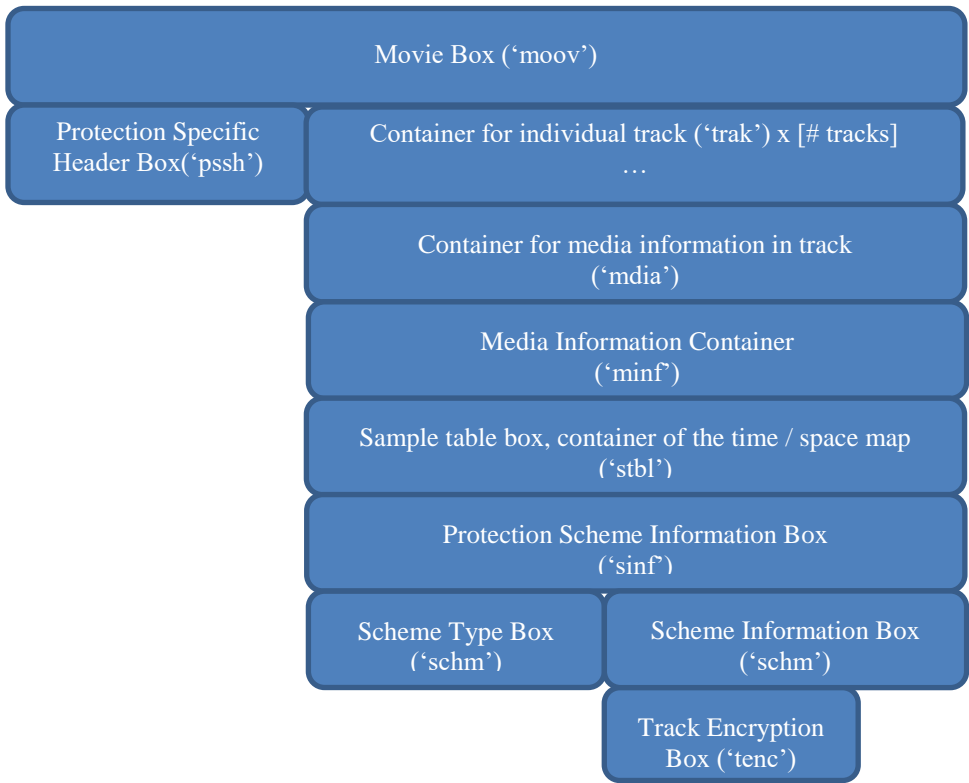 Movie Box (‘moov’)
Protection Specific
Header Box(‘pssh’)
Container for individual track (‘trak’) x [# tracks]
…
Container for media information in track
(‘mdia’)
Media Information Container
(‘minf’)
Sample table box, container of the time / space map
(‘stbl’)
Protection Scheme Information Box
(‘sinf’)
Scheme Type Box
(‘schm’)
Scheme Information Box
(‘schm’)
Track Encryption
Box (‘tenc’)